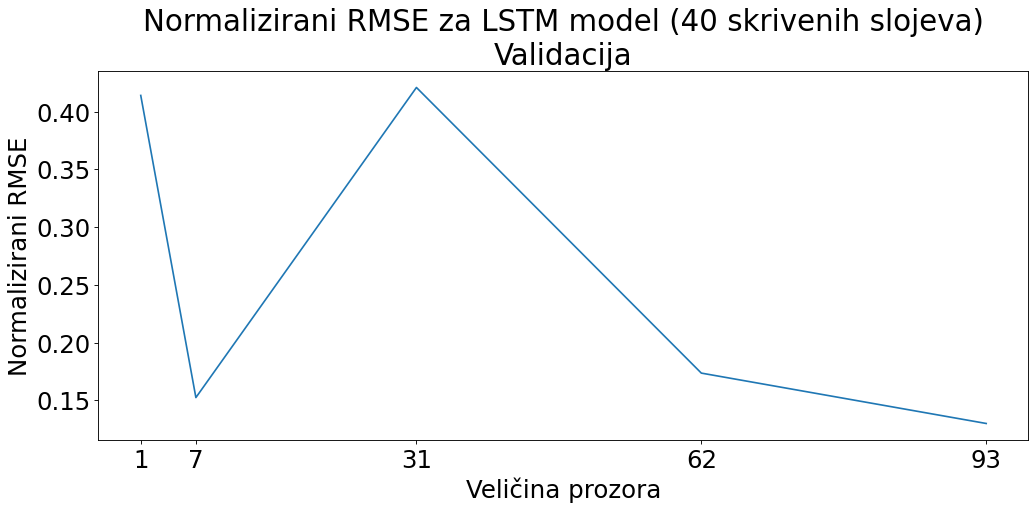 Normalizirani RMSE za LSTM model (40 skrivenih slojeva)
Validacija
Normalizirani RMSE
0.40
0.35
0.30
0.25
0.20
0.15
1 7 31 62 93
Veličina prozora